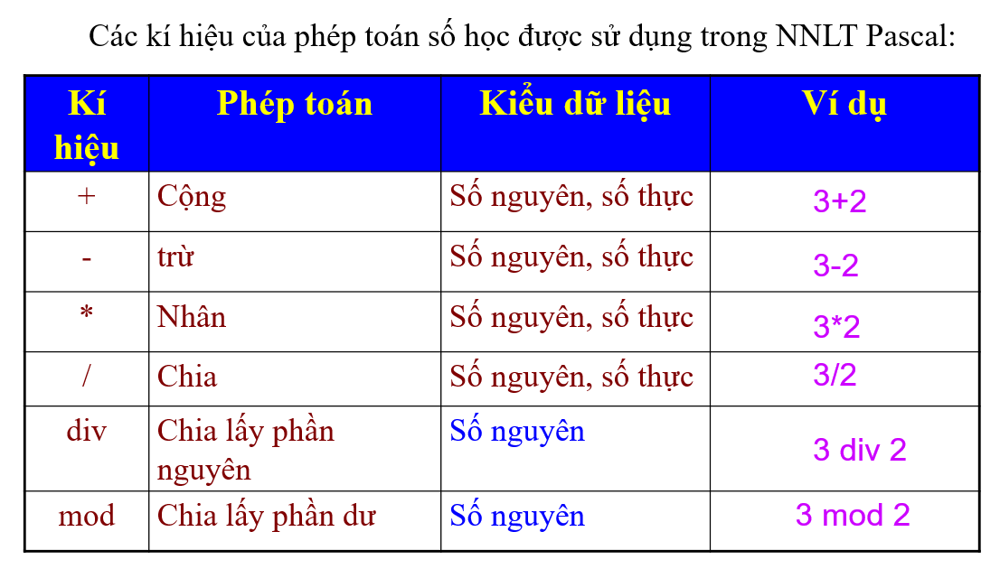 Các kí hiệu của phép toán số học được sử dụng trong NNLT Pascal:
Kí hiệu Phép toán Kiểu dữ liệu Ví dụ
+ Cộng Số nguyên, số thực 3+2
- trừ Số nguyên, số thực 3-2
* Nhân Số nguyên, số thực 3*2
/ Chia Số nguyên, số thực 3/2
div Chia lấy phần nguyên Số nguyên 3 div 2
mod Chia lấy phần dư Số nguyên 3 mod 2